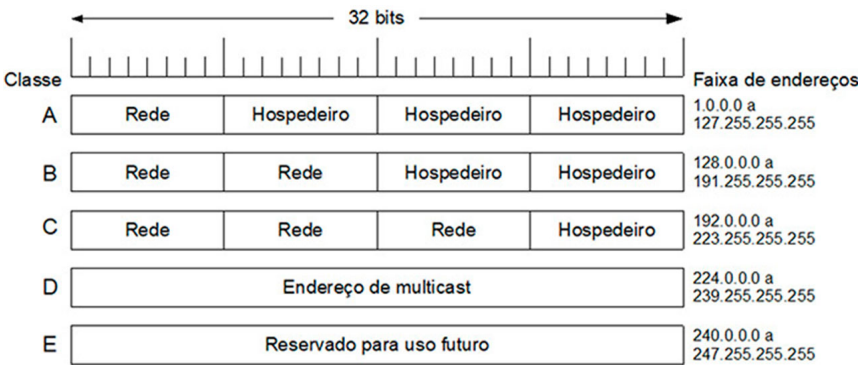 32 bits
Classe
Faixa de endereços
A
Rede
Hospedeiro
Hospedeiro
Hospedeiro
1.0.0.0 a
127.255.255.255
B
Rede
Rede
Hospedeiro
Hospedeiro
128.0.0.0 a
191.255.255.255
C
Rede
Rede
Rede
Hospedeiro
192.0.0.0 a
223.255.255.255
D
Endereço de multicast
224.0.0.0 a
239.255.255.255
E
Reservado para uso futuro
240.0.0.0 a
247.255.255.255